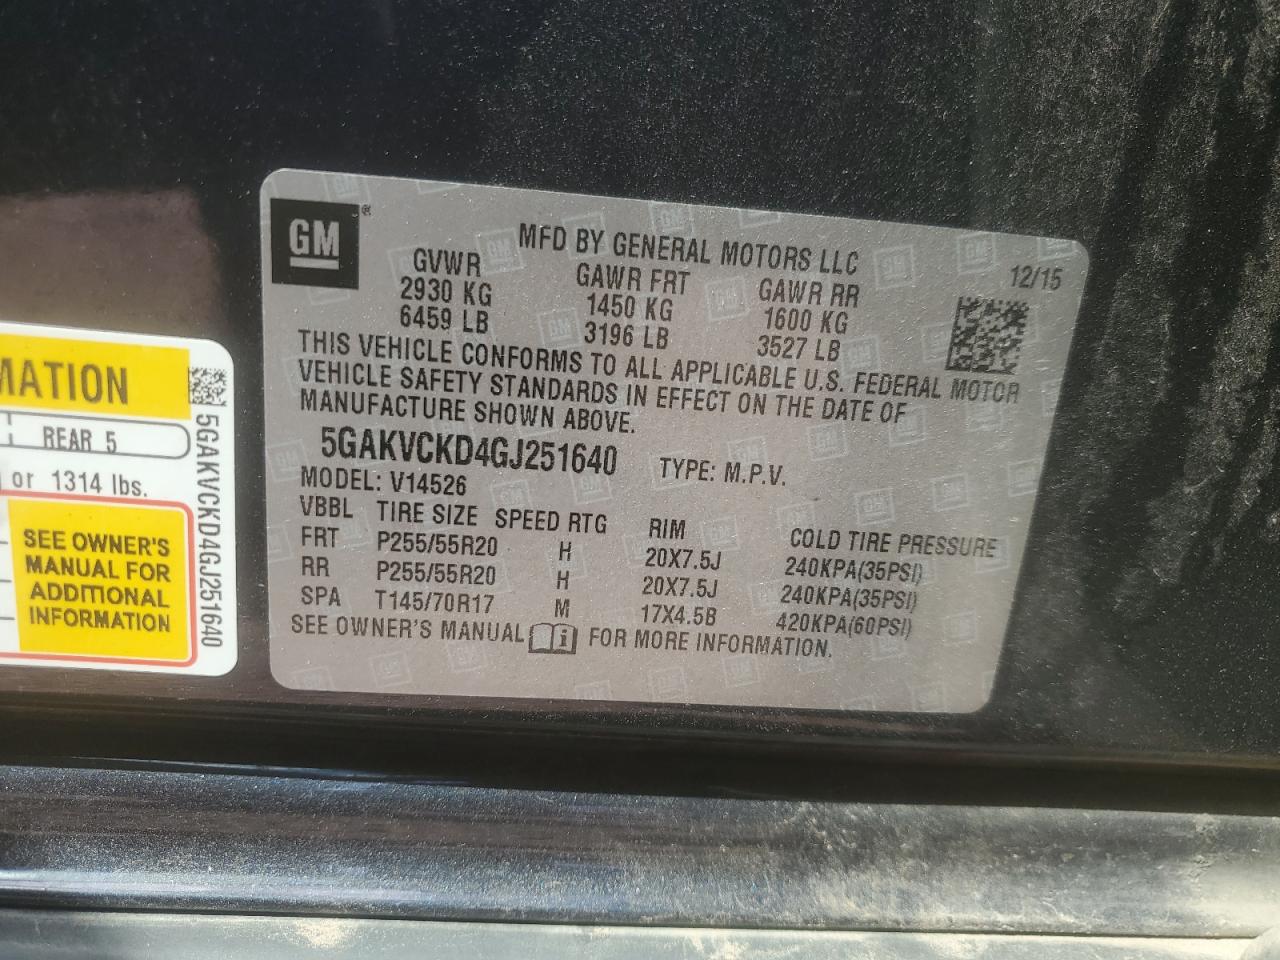 GM®
MFD BY GENERAL MOTORS LLC
12/15
GVWR GAWR FRT GAWR RR
2930 KG 1450 KG 1600 KG
6459 LB 3196 LB 3527 LB
THIS VEHICLE CONFORMS TO ALL APPLICABLE U.S. FEDERAL MOTOR
VEHICLE SAFETY STANDARDS IN EFFECT ON THE DATE OF
MANUFACTURE SHOWN ABOVE.
5GAKVCKD4GJ251640 TYPE: M.P.V.
MODEL: V14526
VBBL TIRE SIZE SPEED RTG RIM COLD TIRE PRESSURE
FRT P255/55R20 H 20X7.5J 240KPA(35PSI)
RR P255/55R20 H 20X7.5J 240KPA(35PSI)
SPA T145/70R17 M 17X4.5B 420KPA(60PSI)
SEE OWNER'S MANUAL i FOR MORE INFORMATION.
MATION
REAR 5
or 1314 lbs.
SEE OWNER'S
MANUAL FOR
ADDITIONAL
INFORMATION
5GAKVCKD4GJ251640